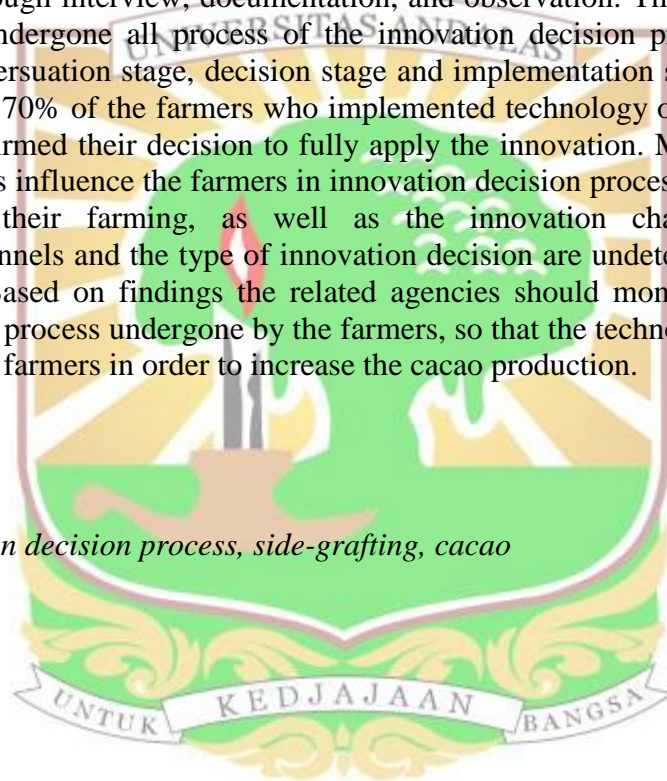 ough interview, documentation, and observation. Th
UNIVERSITAS ANDALAS
ndergone all process of the innovation decision p
ersuation stage, decision stage and implementation s
70% of the farmers who implemented technology o
irmed their decision to fully apply the innovation. M
s influence the farmers in innovation decision proces
their farming, as well as the innovation cha
nnels and the type of innovation decision are undete
Based on findings the related agencies should mon
process undergone by the farmers, so that the techno
farmers in order to increase the cacao production.
n decision process, side-grafting, cacao
UNTUK KEDJAJAAN BANGSA